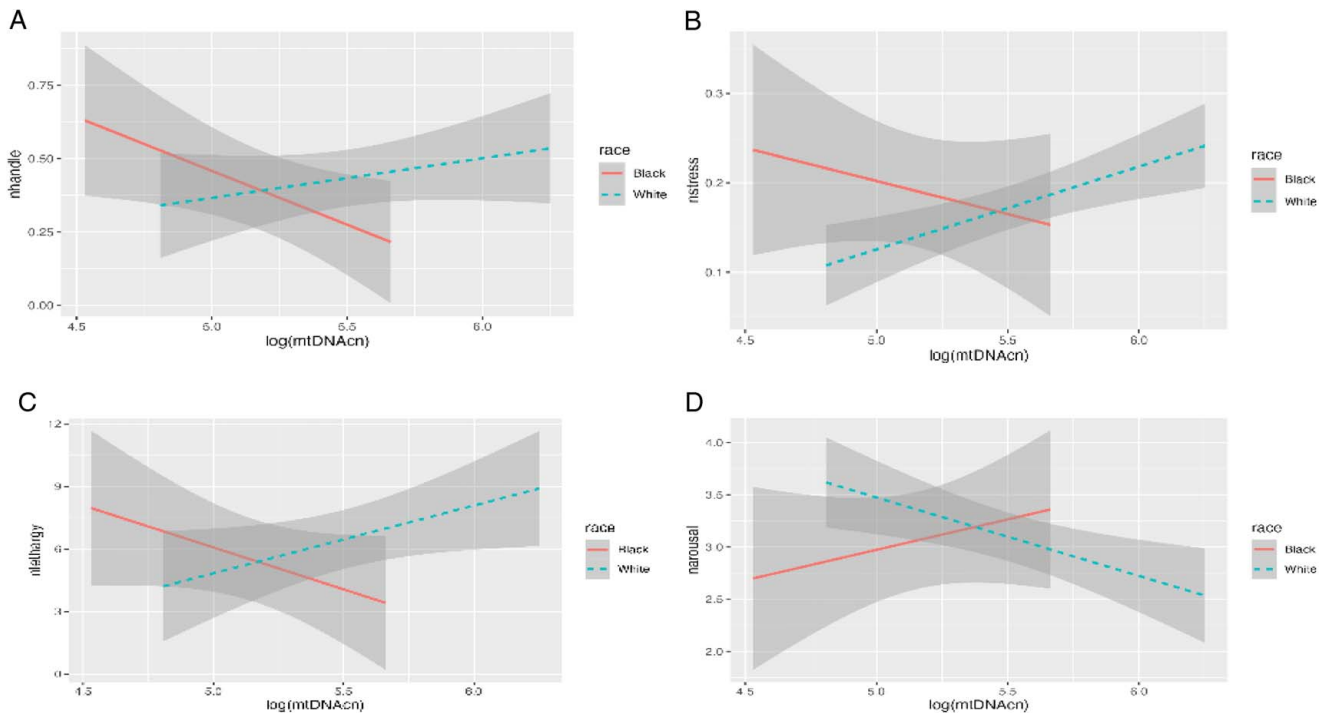 A
nhandle
0.75
0.50
0.25
0.00
4.5 5.0 5.5 6.0
log(mtDNAcn)
race
Black
White
B
nstress
0.3
0.2
0.1
4.5 5.0 5.5 6.0
log(mtDNAcn)
race
Black
White
C
nlethargy
12
9
6
3
0
4.5 5.0 5.5 6.0
log(mtDNAcn)
race
Black
White
D
narousal
4.0
3.5
3.0
2.5
2.0
4.5 5.0 5.5 6.0
log(mtDNAcn)
race
Black
White